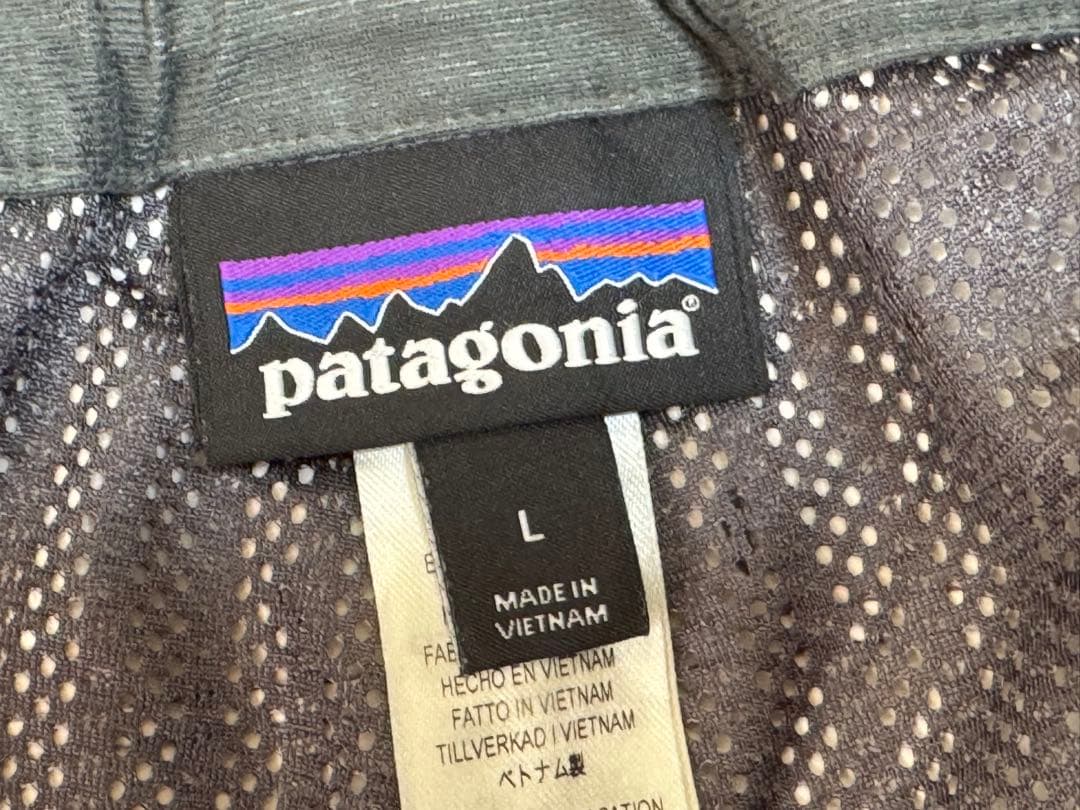 patagonia®
L
MADE IN
VIETNAM
HECHO EN VIETNAM
FATTO IN VIETNAM
TILLVERKAD I VIETNAM
ベトナム製